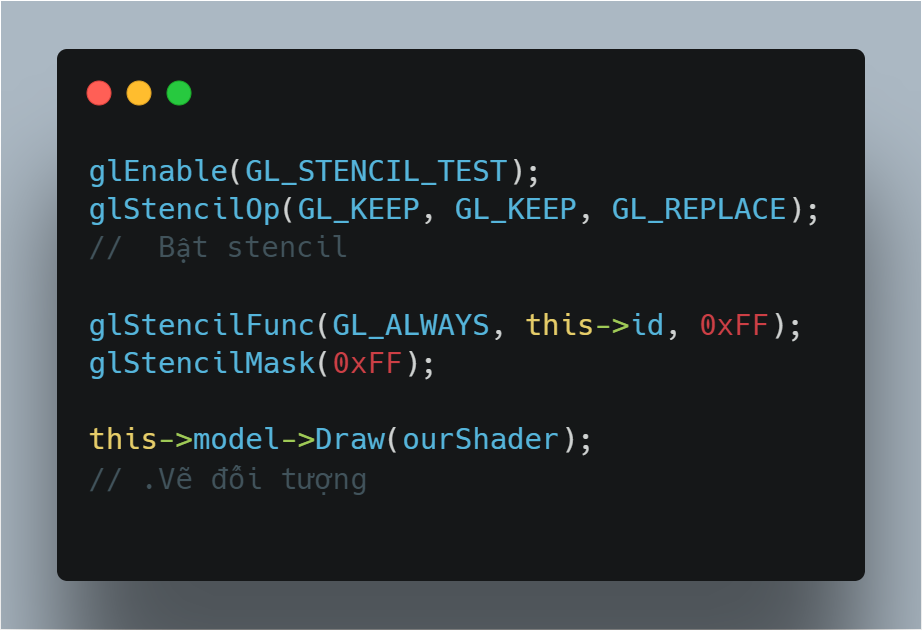 glEnable(GL_STENCIL_TEST);
glStencilOp(GL_KEEP, GL_KEEP, GL_REPLACE);
//  Bật stencil
glStencilFunc(GL_ALWAYS, this->id, 0xFF);
glStencilMask(0xFF);
this->model->Draw(ourShader);
// .Vẽ đối tượng